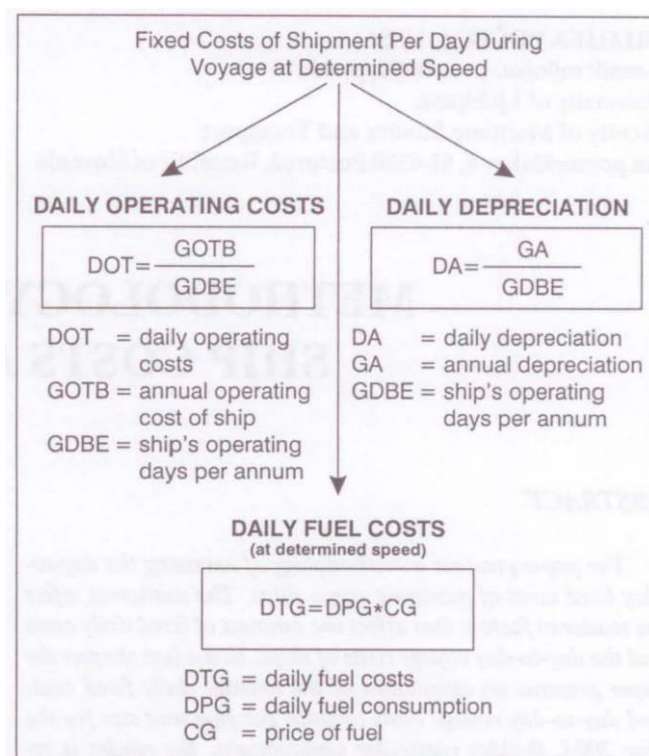 Fixed Costs of Shipment Per Day During
Voyage at Determined Speed
DAILY OPERATING COSTS
DOT = GOTB
GDBE
DOT = daily operating
costs
GOTB = annual operating
cost of ship
GDBE = ship's operating
days per annum
DAILY DEPRECIATION
DA = GA
GDBE
DA = daily depreciation
GA = annual depreciation
GDBE = ship's operating
days per annum
DAILY FUEL COSTS
(at determined speed)
DTG=DPG*CG
DTG = daily fuel costs
DPG = daily fuel consumption
CG = price of fuel